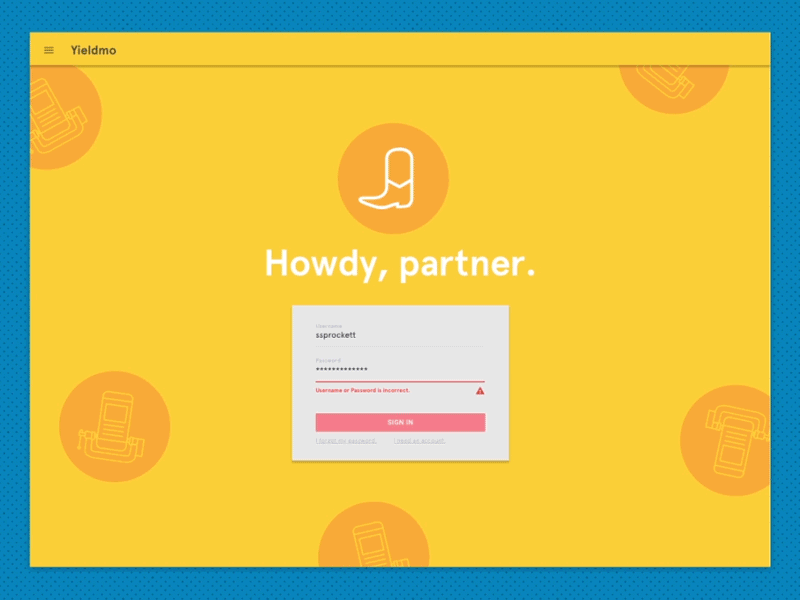 Yieldmo
Howdy, partner.
Username
ssprockett
Password
*************
Username or Password is incorrect.
SIGN IN
I forgot my password. I need an account.